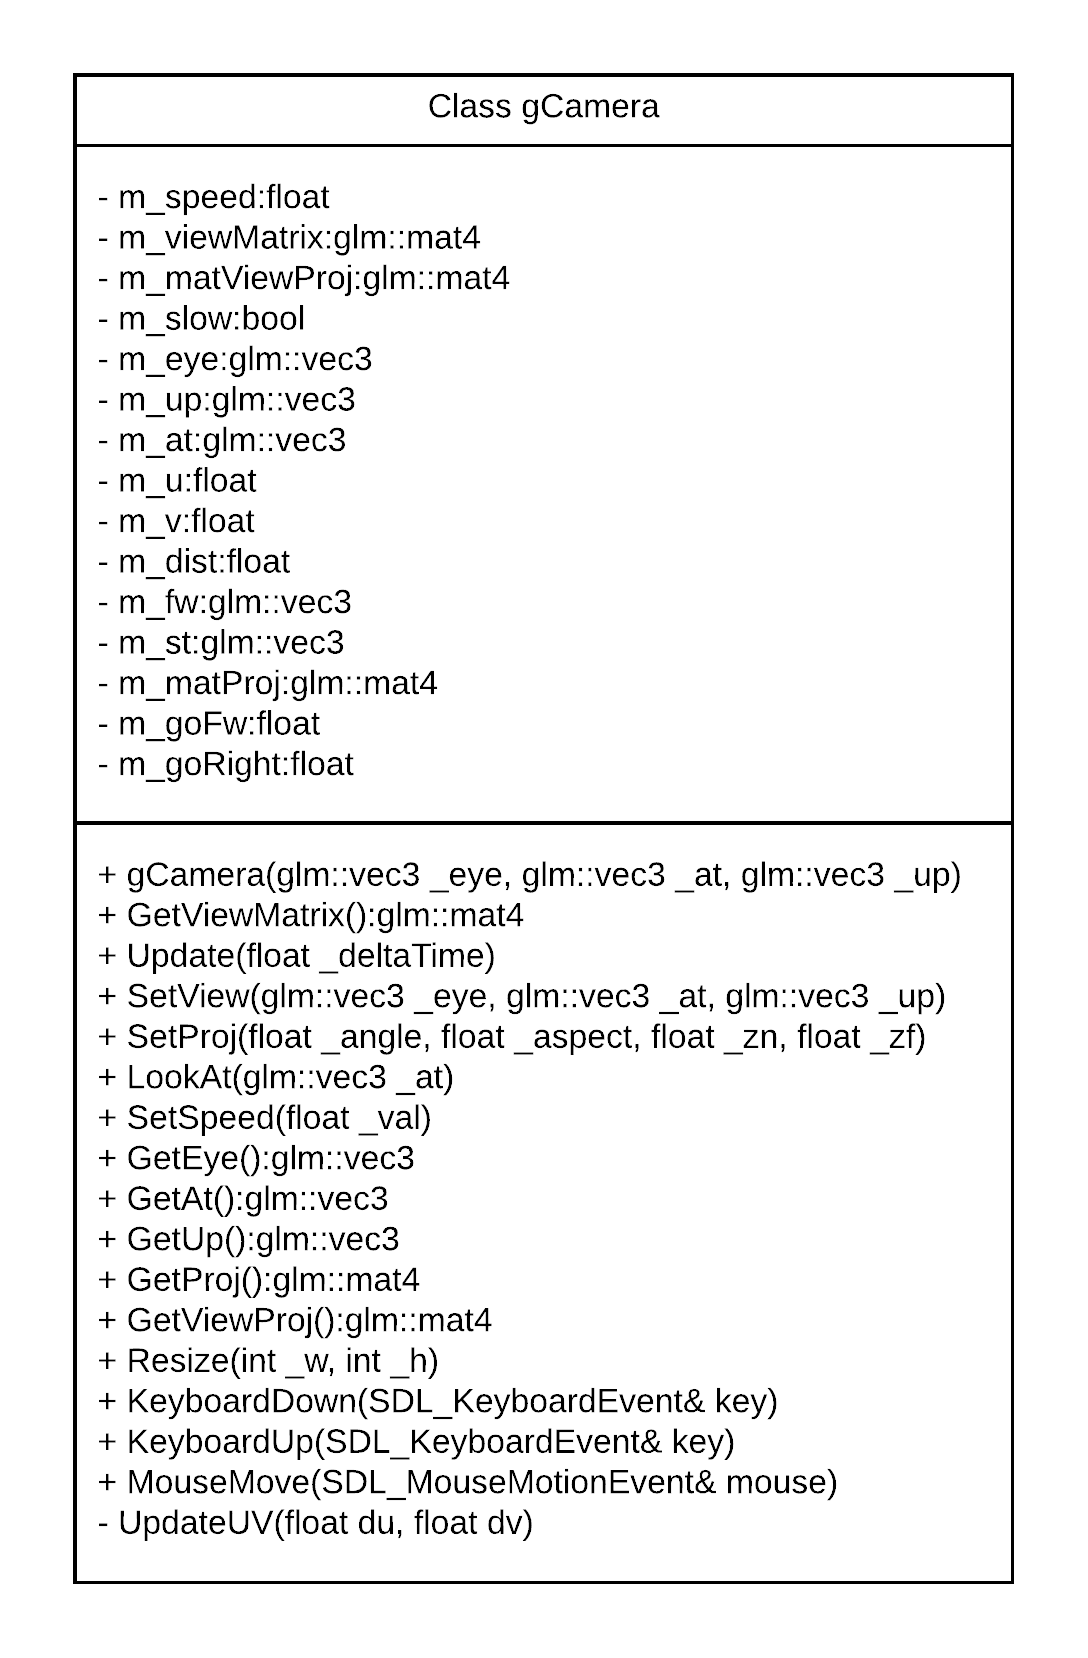 Class gCamera
- m_speed:float
- m_viewMatrix:glm::mat4
- m_matViewProj:glm::mat4
- m_slow:bool
- m_eye:glm::vec3
- m_up:glm::vec3
- m_at:glm::vec3
- m_u:float
- m_v:float
- m_dist:float
- m_fw:glm::vec3
- m_st:glm::vec3
- m_matProj:glm::mat4
- m_goFw:float
- m_goRight:float
+ gCamera(glm::vec3 _eye, glm::vec3 _at, glm::vec3 _up)
+ GetViewMatrix():glm::mat4
+ Update(float _deltaTime)
+ SetView(glm::vec3 _eye, glm::vec3 _at, glm::vec3 _up)
+ SetProj(float _angle, float _aspect, float _zn, float _zf)
+ LookAt(glm::vec3 _at)
+ SetSpeed(float _val)
+ GetEye():glm::vec3
+ GetAt():glm::vec3
+ GetUp():glm::vec3
+ GetProj():glm::mat4
+ GetViewProj():glm::mat4
+ Resize(int _w, int _h)
+ KeyboardDown(SDL_KeyboardEvent& key)
+ KeyboardUp(SDL_KeyboardEvent& key)
+ MouseMove(SDL_MouseMotionEvent& mouse)
- UpdateUV(float du, float dv)